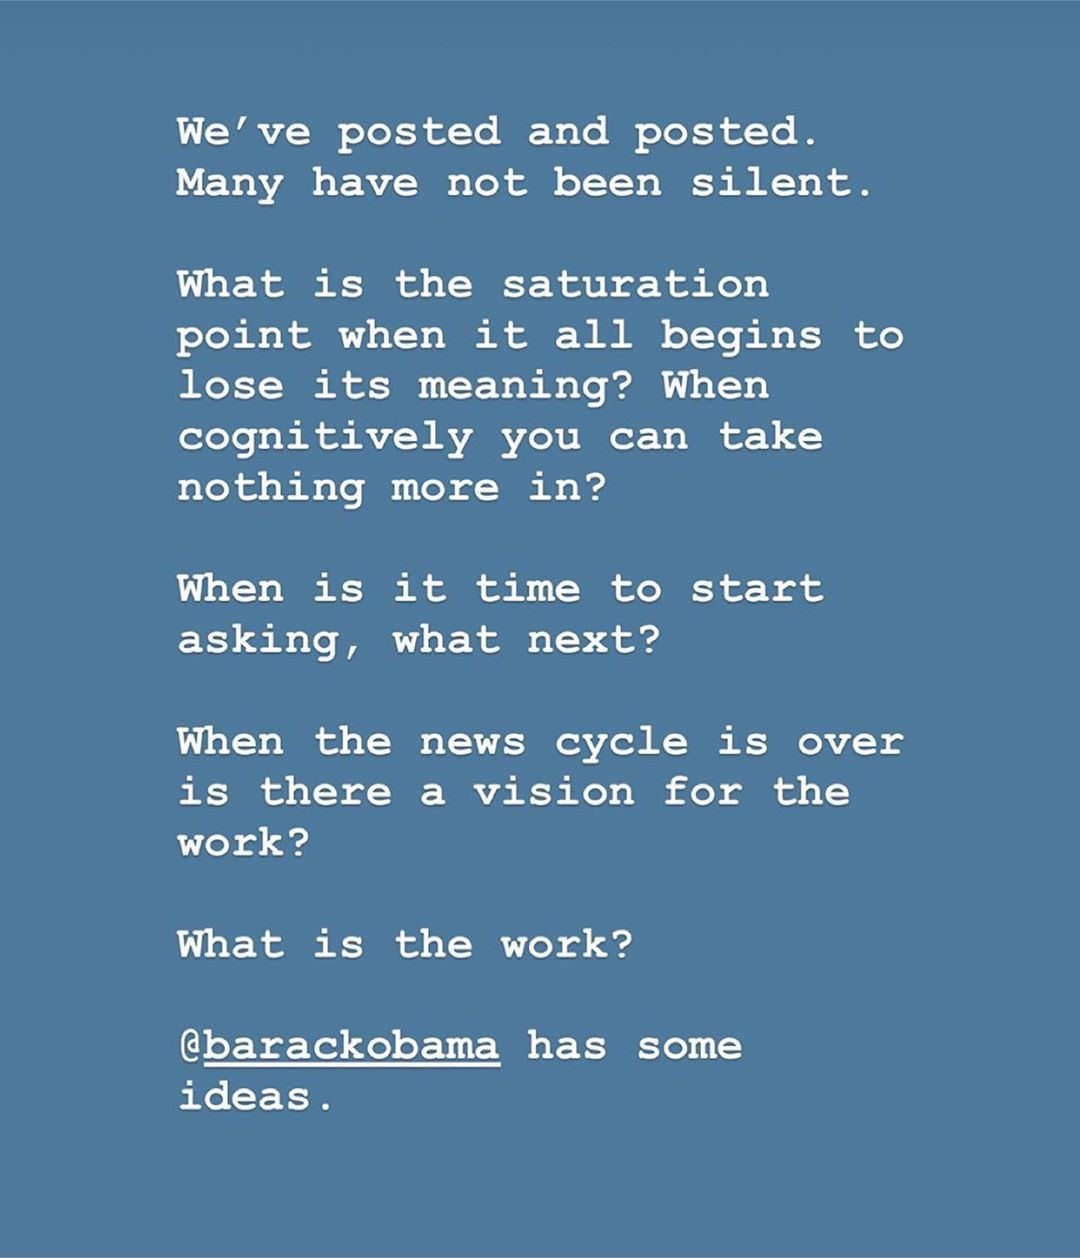 We've posted and posted.
Many have not been silent.
What is the saturation
point when it all begins to
lose its meaning? When
cognitively you can take
nothing more in?
When is it time to start
asking, what next?
When the news cycle is over
is there a vision for the
work?
What is the work?
@barackobama has some
ideas.